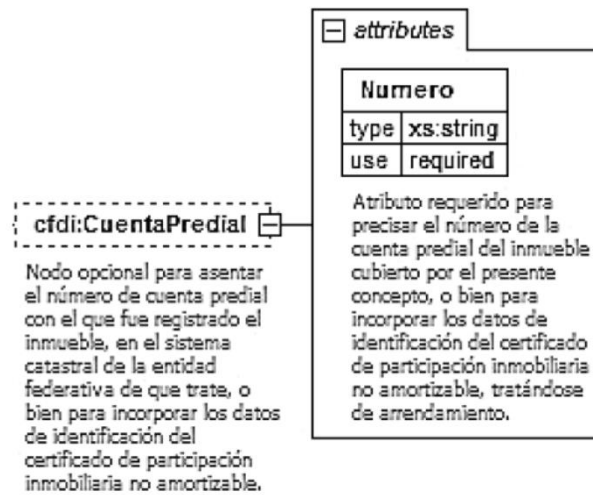 attributes
Numero
type xs:string
use required
Atributo requerido para
precisar el número de la
cuenta predial del inmueble
cubierto por el presente
concepto, o bien para
incorporar los datos de
identificación del certificado
de participación inmobiliaria
no amortizable, tratándose
de arrendamiento.
cfdi:CuentaPredial
Nodo opcional para asentar
el número de cuenta predial
con el que fue registrado el
inmueble, en el sistema
catastral de la entidad
federativa de que trate, o
bien para incorporar los datos
de identificación del
certificado de participación
inmobiliaria no amortizable.